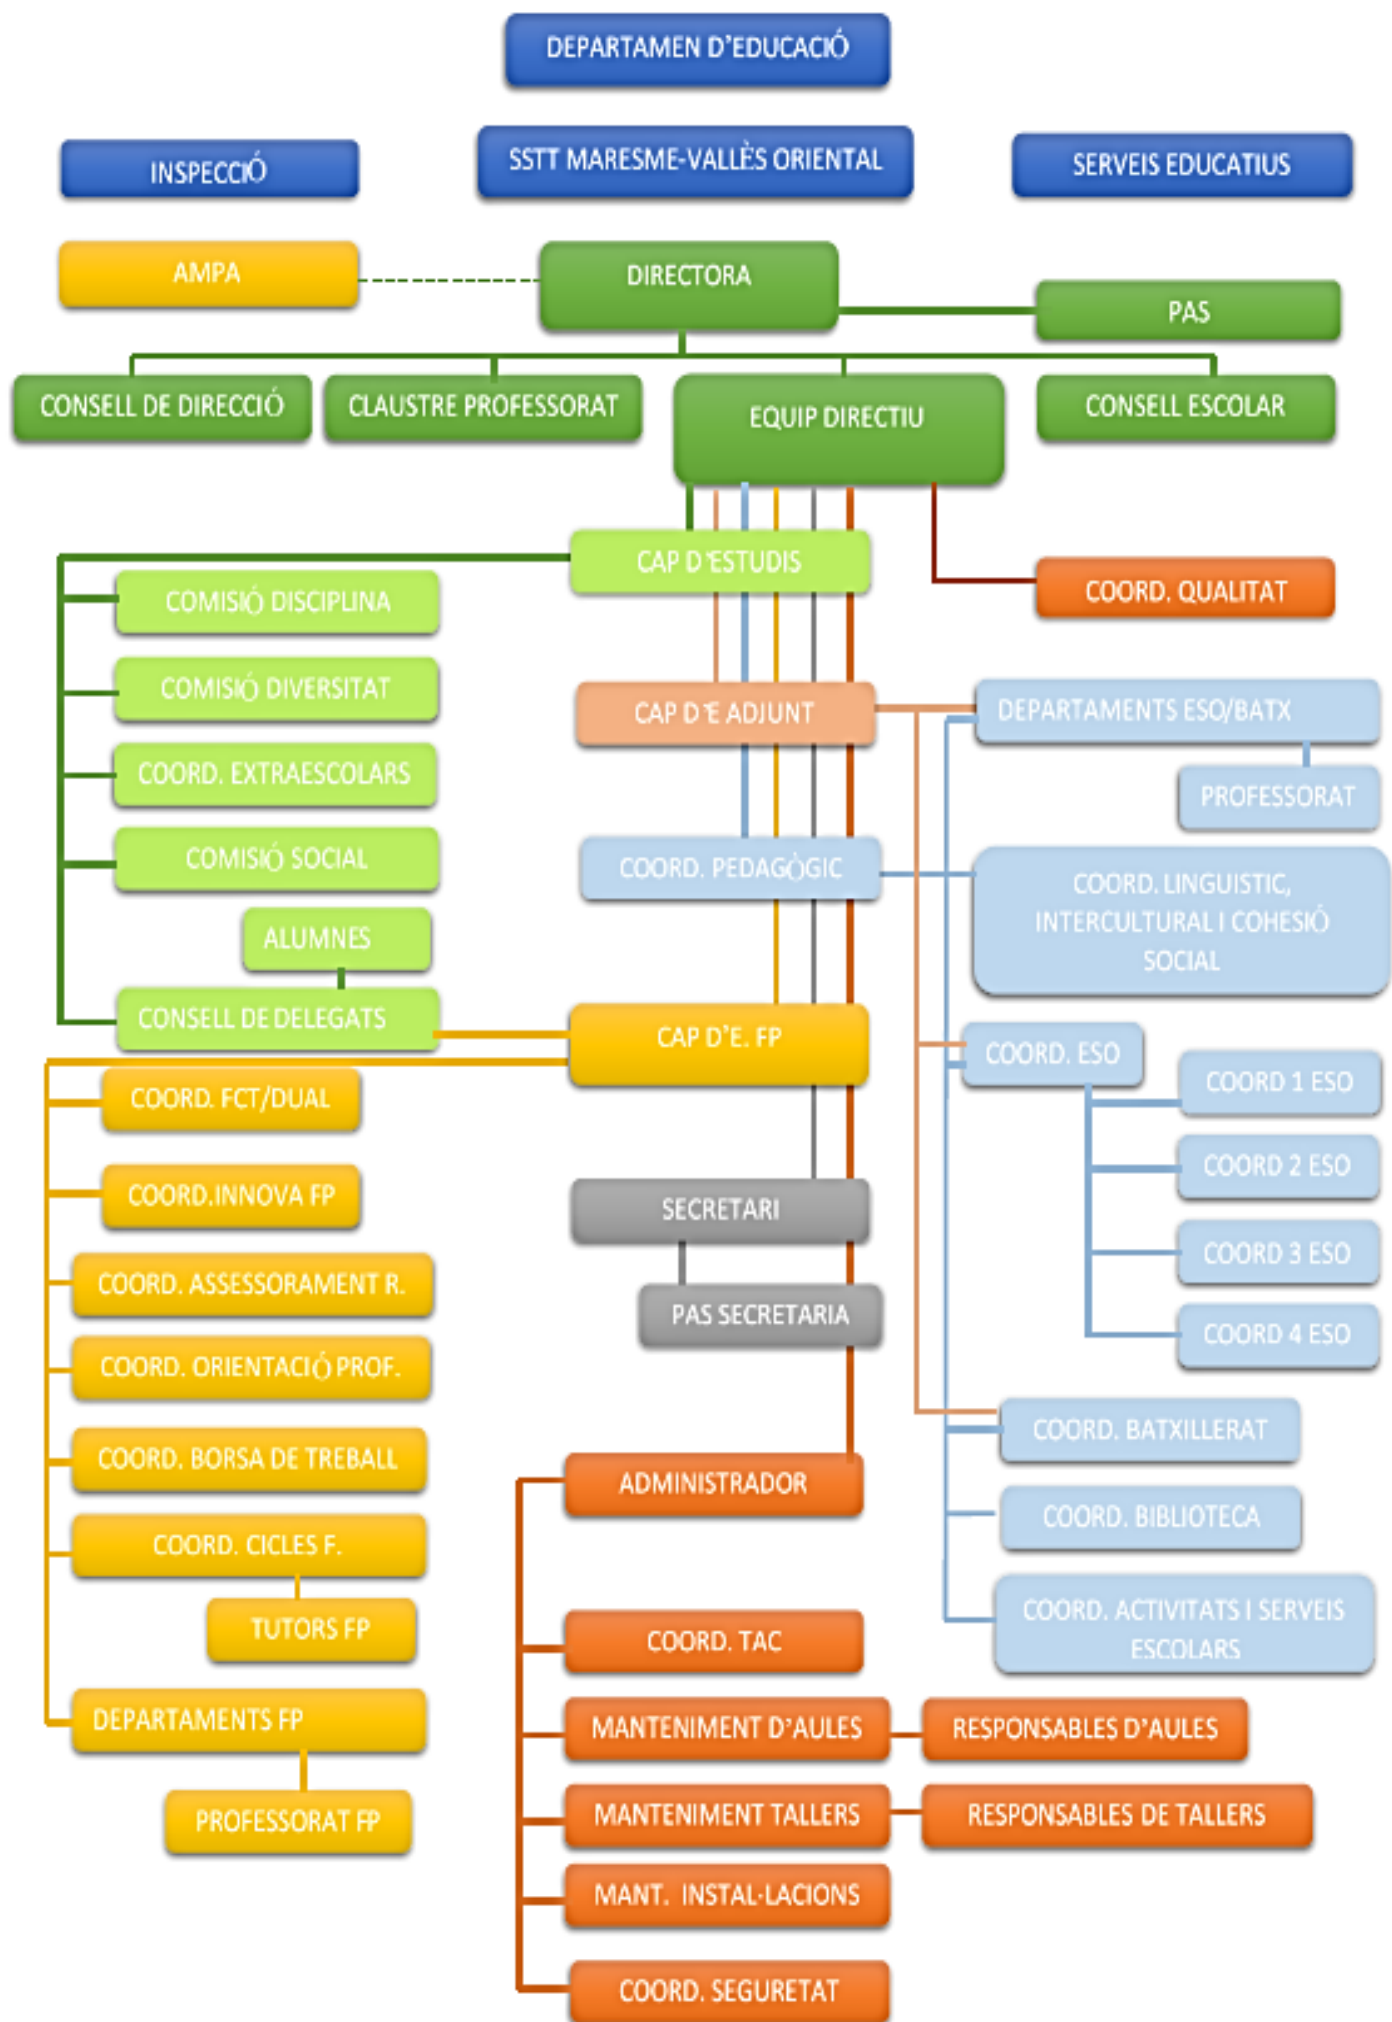 DEPARTAMEN D'EDUCACIÓ
INSPECCIÓ
SSTT MARESME-VALLÈS ORIENTAL
SERVEIS EDUCATIUS
AMPA
DIRECTORA
PAS
CONSELL DE DIRECCIÓ
CLAUSTRE PROFESSORAT
EQUIP DIRECTIU
CONSELL ESCOLAR
CAP D'ESTUDIS
COORD. QUALITAT
COMISIÓ DISCIPLINA
COMISIÓ DIVERSITAT
COORD. EXTRAESCOLARS
COMISIÓ SOCIAL
ALUMNES
CONSELL DE DELEGATS
CAP D'E ADJUNT
DEPARTAMENTS ESO/BATX
PROFESSORAT
COORD. PEDAGÒGIC
COORD. LINGUISTIC,
INTERCULTURAL I COHESIÓ
SOCIAL
CAP D'E. FP
COORD. ESO
COORD 1 ESO
COORD 2 ESO
COORD 3 ESO
COORD 4 ESO
COORD. FCT/DUAL
COORD.INNOVA FP
COORD. ASSESSORAMENT R.
COORD. ORIENTACIÓ PROF.
COORD. BORSA DE TREBALL
COORD. CICLES F.
TUTORS FP
DEPARTAMENTS FP
PROFESSORAT FP
SECRETARI
PAS SECRETARIA
COORD. BATXILLERAT
COORD. BIBLIOTECA
COORD. ACTIVITATS I SERVEIS
ESCOLARS
ADMINISTRADOR
COORD. TAC
MANTENIMENT D'AULES
RESPONSABLES D'AULES
MANTENIMENT TALLERS
RESPONSABLES DE TALLERS
MANT. INSTAL·LACIONS
COORD. SEGURETAT